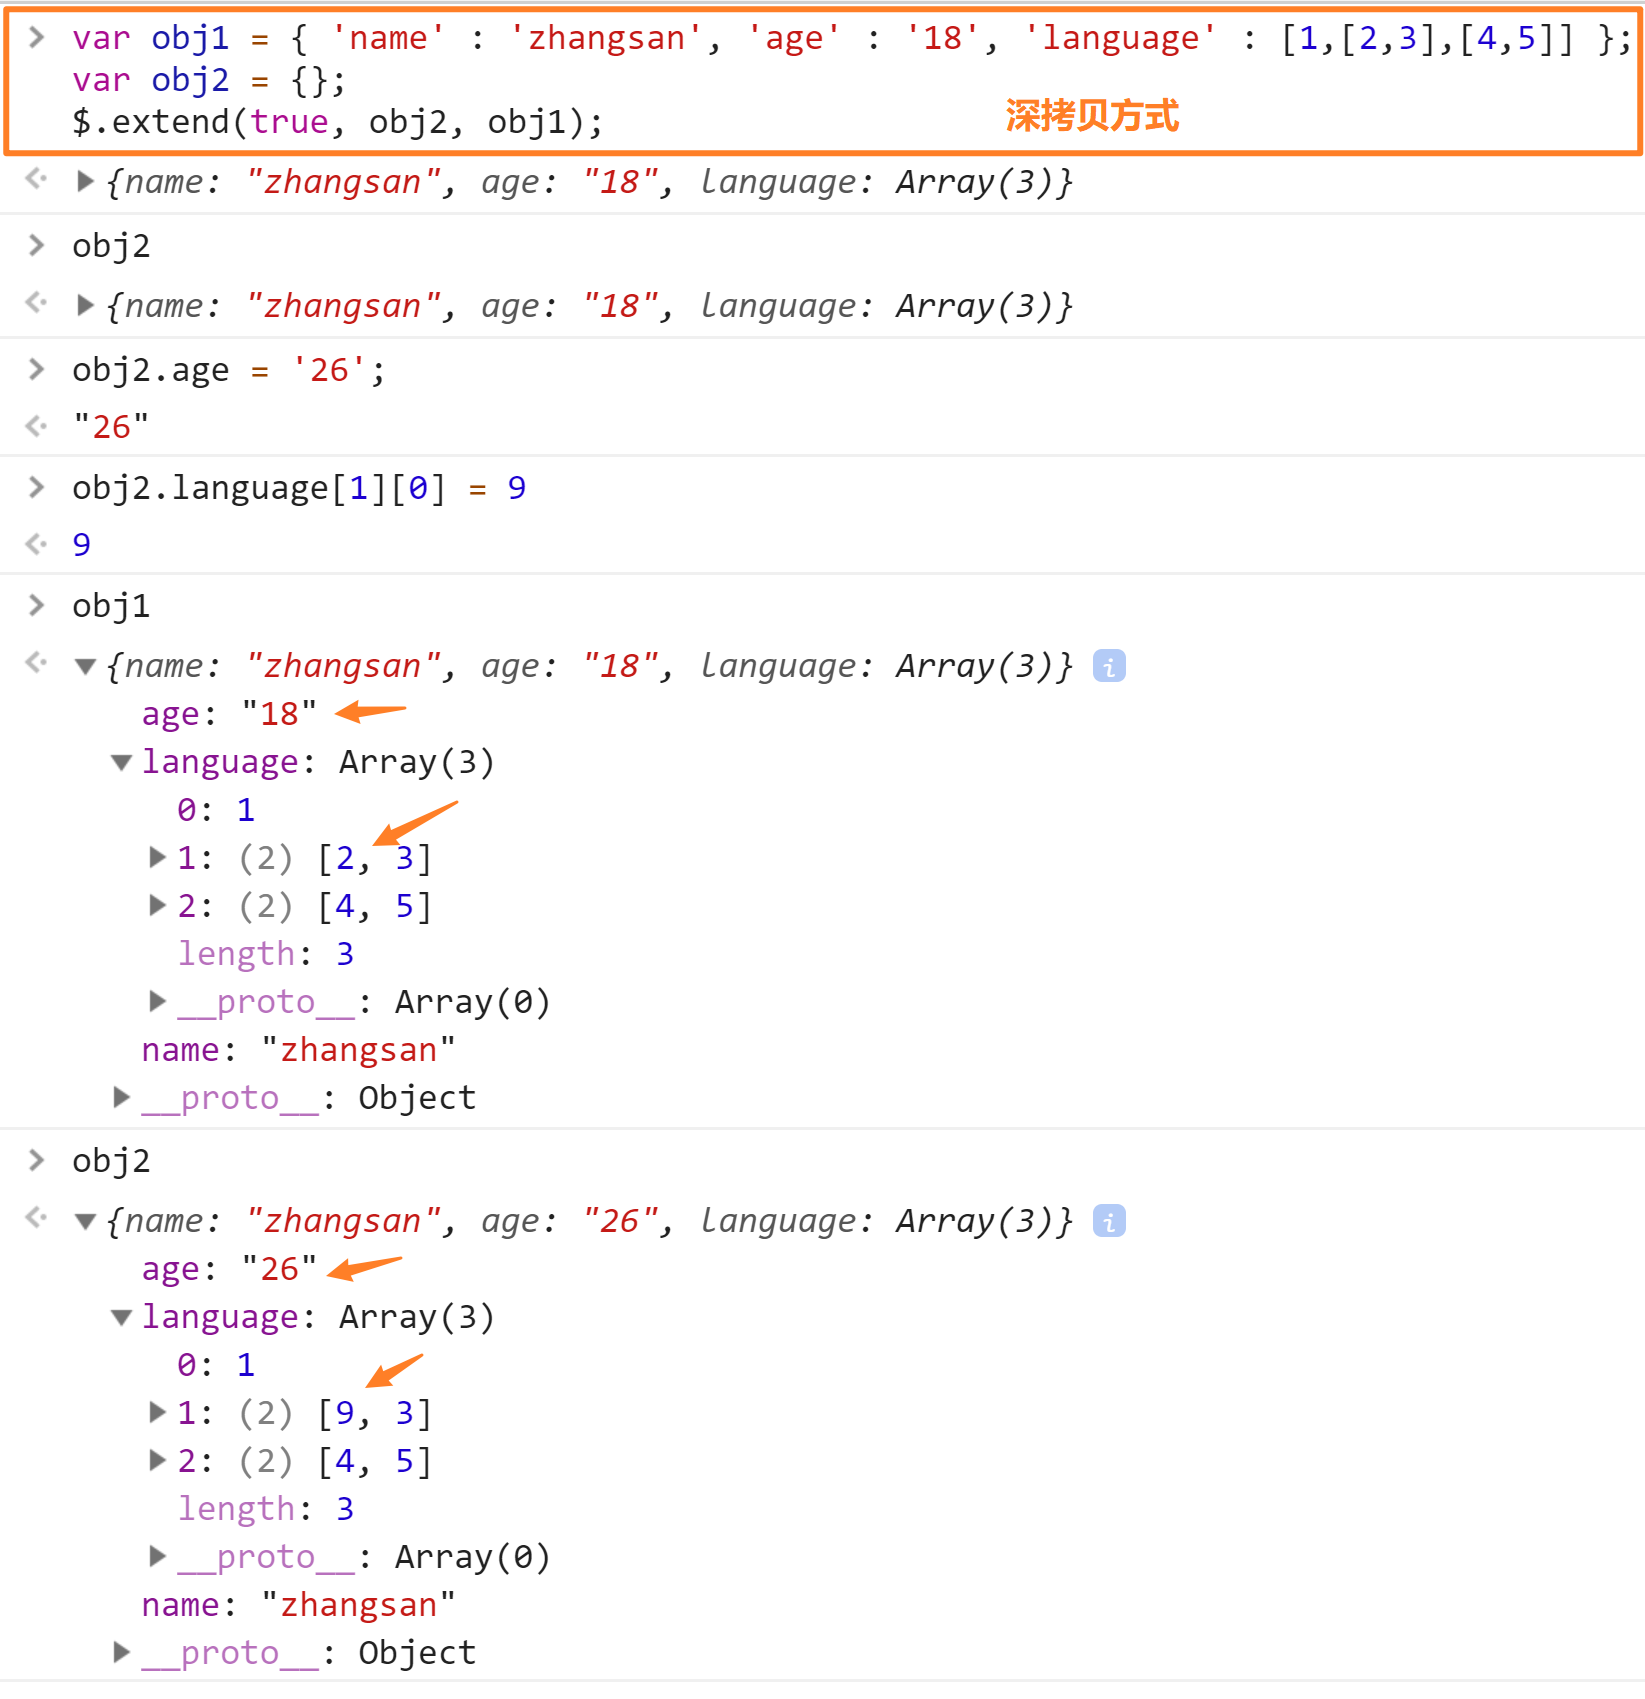 var obj1 = { 'name' : 'zhangsan', 'age' : '18', 'language' : [1,[2,3],[4,5]] };
var obj2 = {};
$.extend(true, obj2, obj1);
深拷贝方式
{name: "zhangsan", age: "18", language: Array(3)}
obj2
{name: "zhangsan", age: "18", language: Array(3)}
obj2.age = '26';
"26"
obj2.language[1][0] = 9
9
obj1
{name: "zhangsan", age: "18", language: Array(3)} i
age: "18"
language: Array(3)
0: 1
1: (2) [2, 3]
2: (2) [4, 5]
length: 3
__proto__: Array(0)
name: "zhangsan"
__proto__: Object
obj2
{name: "zhangsan", age: "26", language: Array(3)} i
age: "26"
language: Array(3)
0: 1
1: (2) [9, 3]
2: (2) [4, 5]
length: 3
__proto__: Array(0)
name: "zhangsan"
__proto__: Object